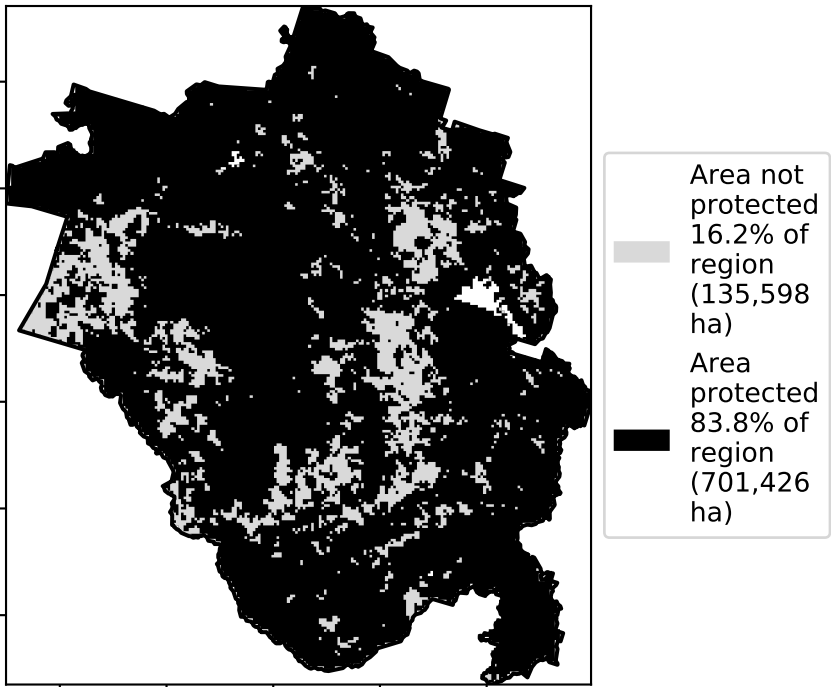 Area not
protected
16.2% of
region
(135,598
ha)
Area
protected
83.8% of
region
(701,426
ha)